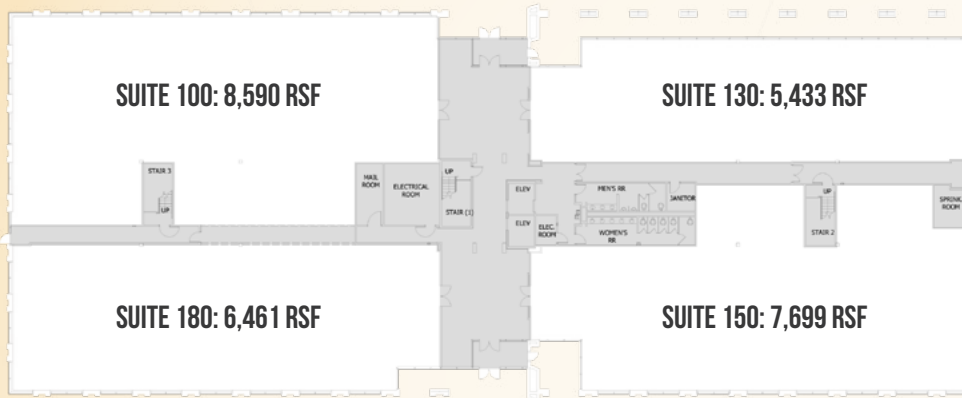 SUITE 100: 8,590 RSF
SUITE 130: 5,433 RSF
STAIR 3
UP
MAIL
ROOM
ELECTRICAL
ROOM
UP
STAIR (1)
ELEV
ELEV
ELEC.
ROOM
MEN'S RR
JANITOR
WOMEN'S
RR
UP
STAIR 2
SPRINK
ROOM
SUITE 180: 6,461 RSF
SUITE 150: 7,699 RSF